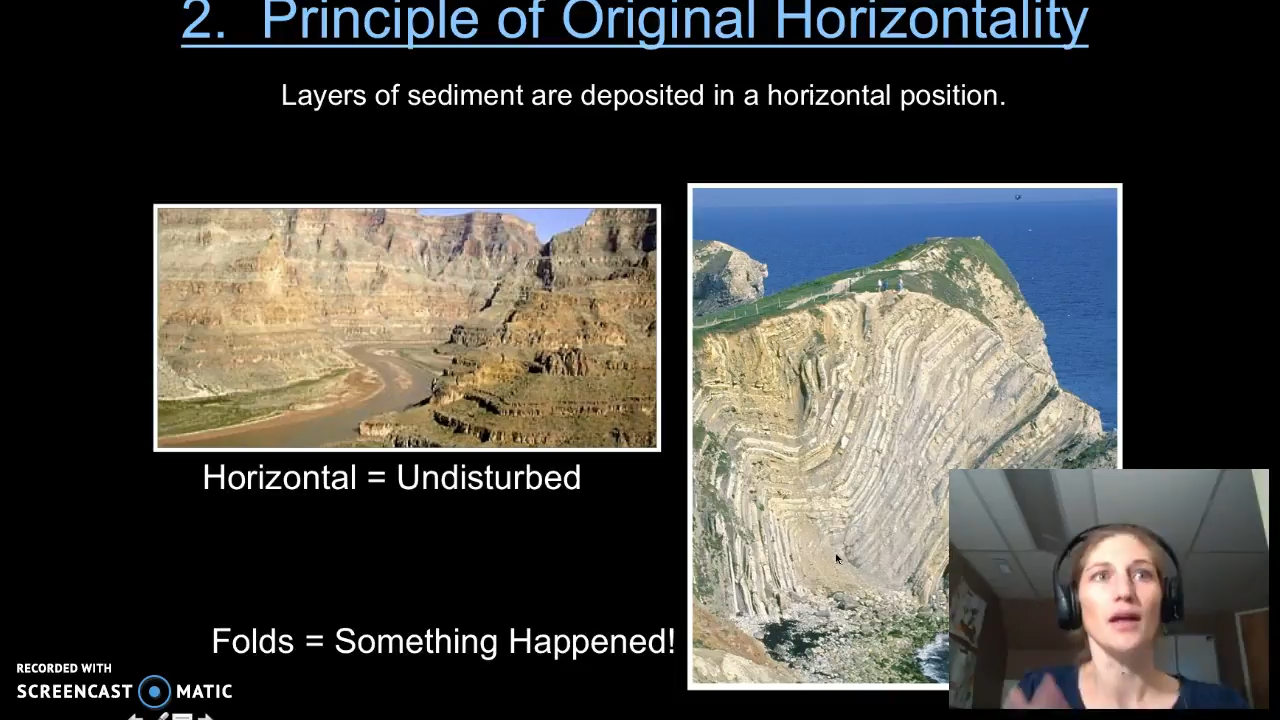 2. Principle of Original Horizontality
Layers of sediment are deposited in a horizontal position.
Horizontal = Undisturbed
Folds = Something Happened!
RECORDED WITH
SCREENCAST MATIC